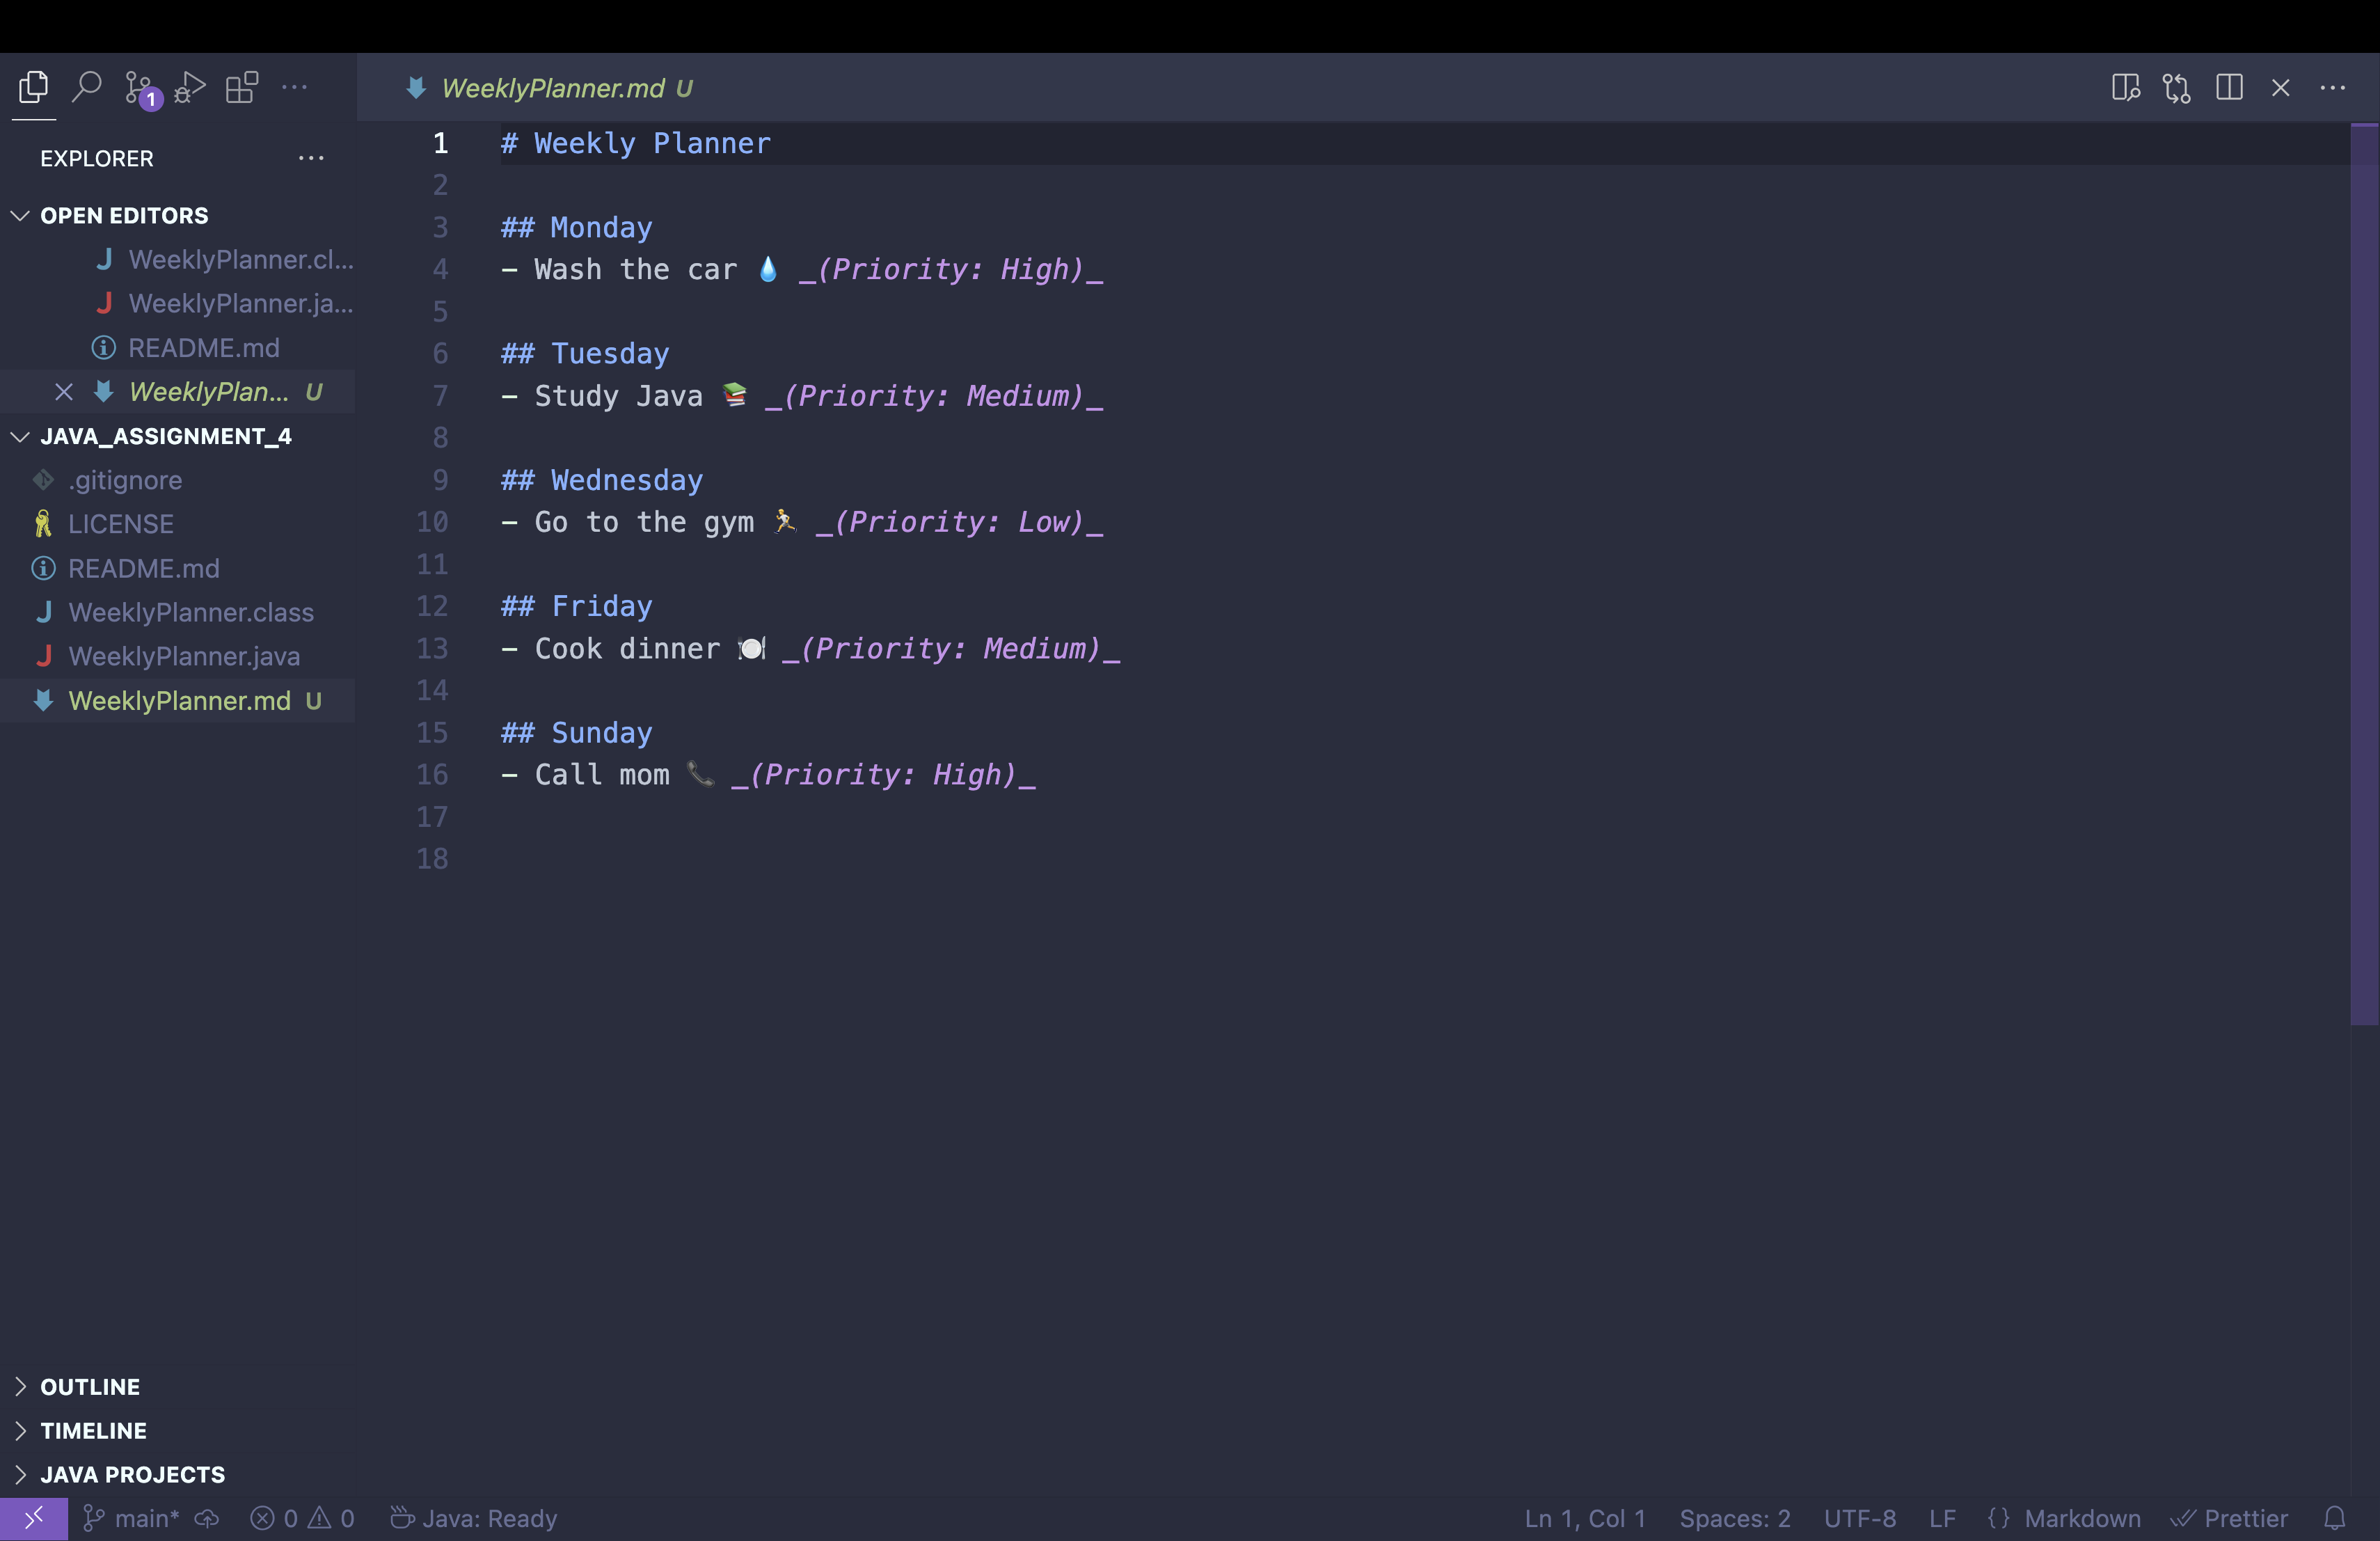 1
WeeklyPlanner.md U
EXPLORER
OPEN EDITORS
WeeklyPlanner.cl...
WeeklyPlanner.ja...
README.md
WeeklyPlan... U
JAVA_ASSIGNMENT_4
.gitignore
LICENSE
README.md
WeeklyPlanner.class
WeeklyPlanner.java
WeeklyPlanner.md U
OUTLINE
TIMELINE
JAVA PROJECTS
1 # Weekly Planner
2
3 ## Monday
4 - Wash the car 💧 _(Priority: High)_
5
6 ## Tuesday
7 - Study Java 📚 _(Priority: Medium)_
8
9 ## Wednesday
10 - Go to the gym 🏃 _(Priority: Low)_
11
12 ## Friday
13 - Cook dinner 🍽 _(Priority: Medium)_
14
15 ## Sunday
16 - Call mom 📞 _(Priority: High)_
17
18
main* 0 0 Java: Ready Ln 1, Col 1 Spaces: 2 UTF-8 LF {} Markdown Prettier